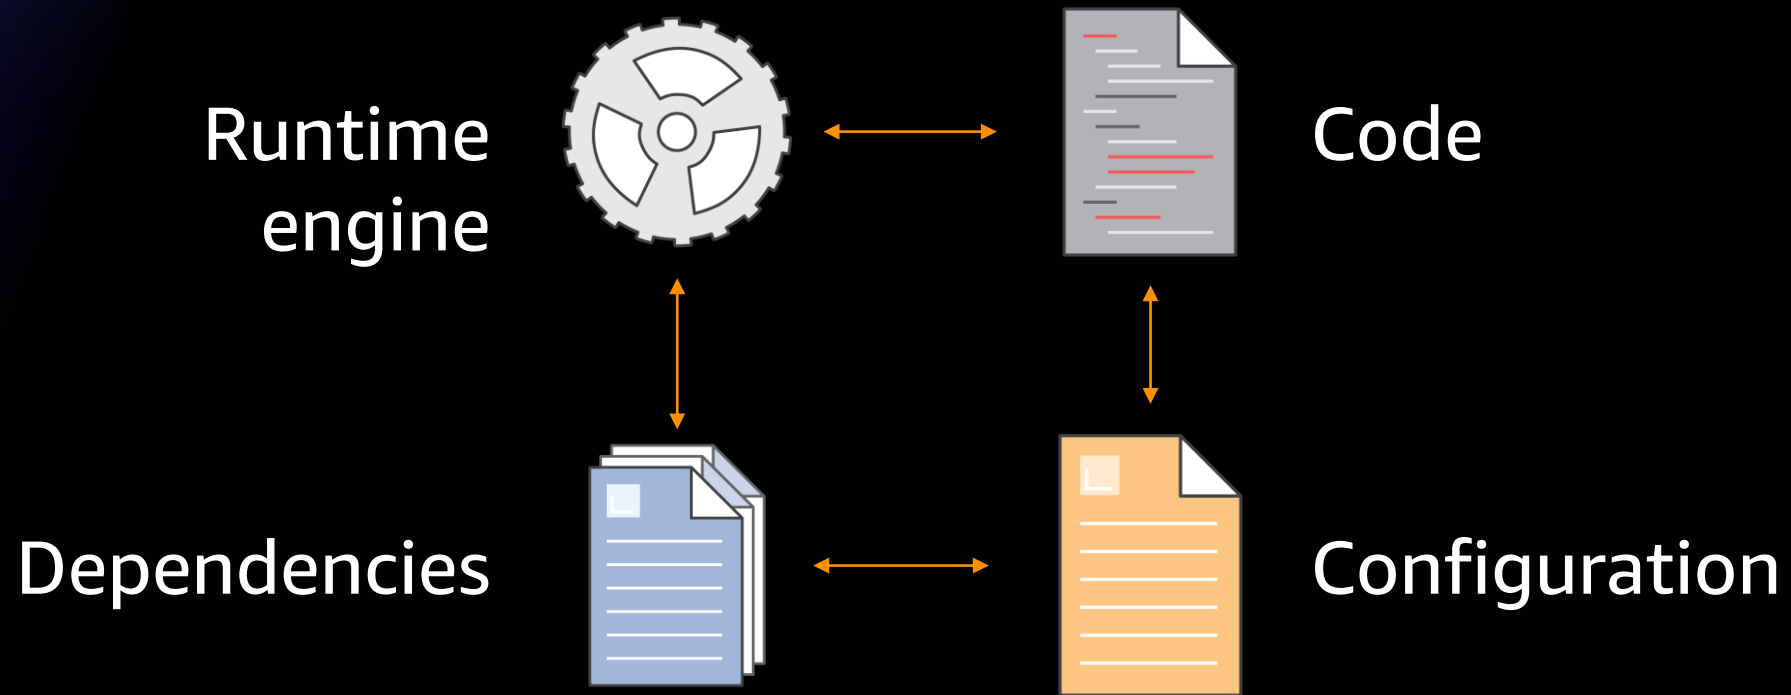 Runtime
engine
Code
Dependencies
Configuration